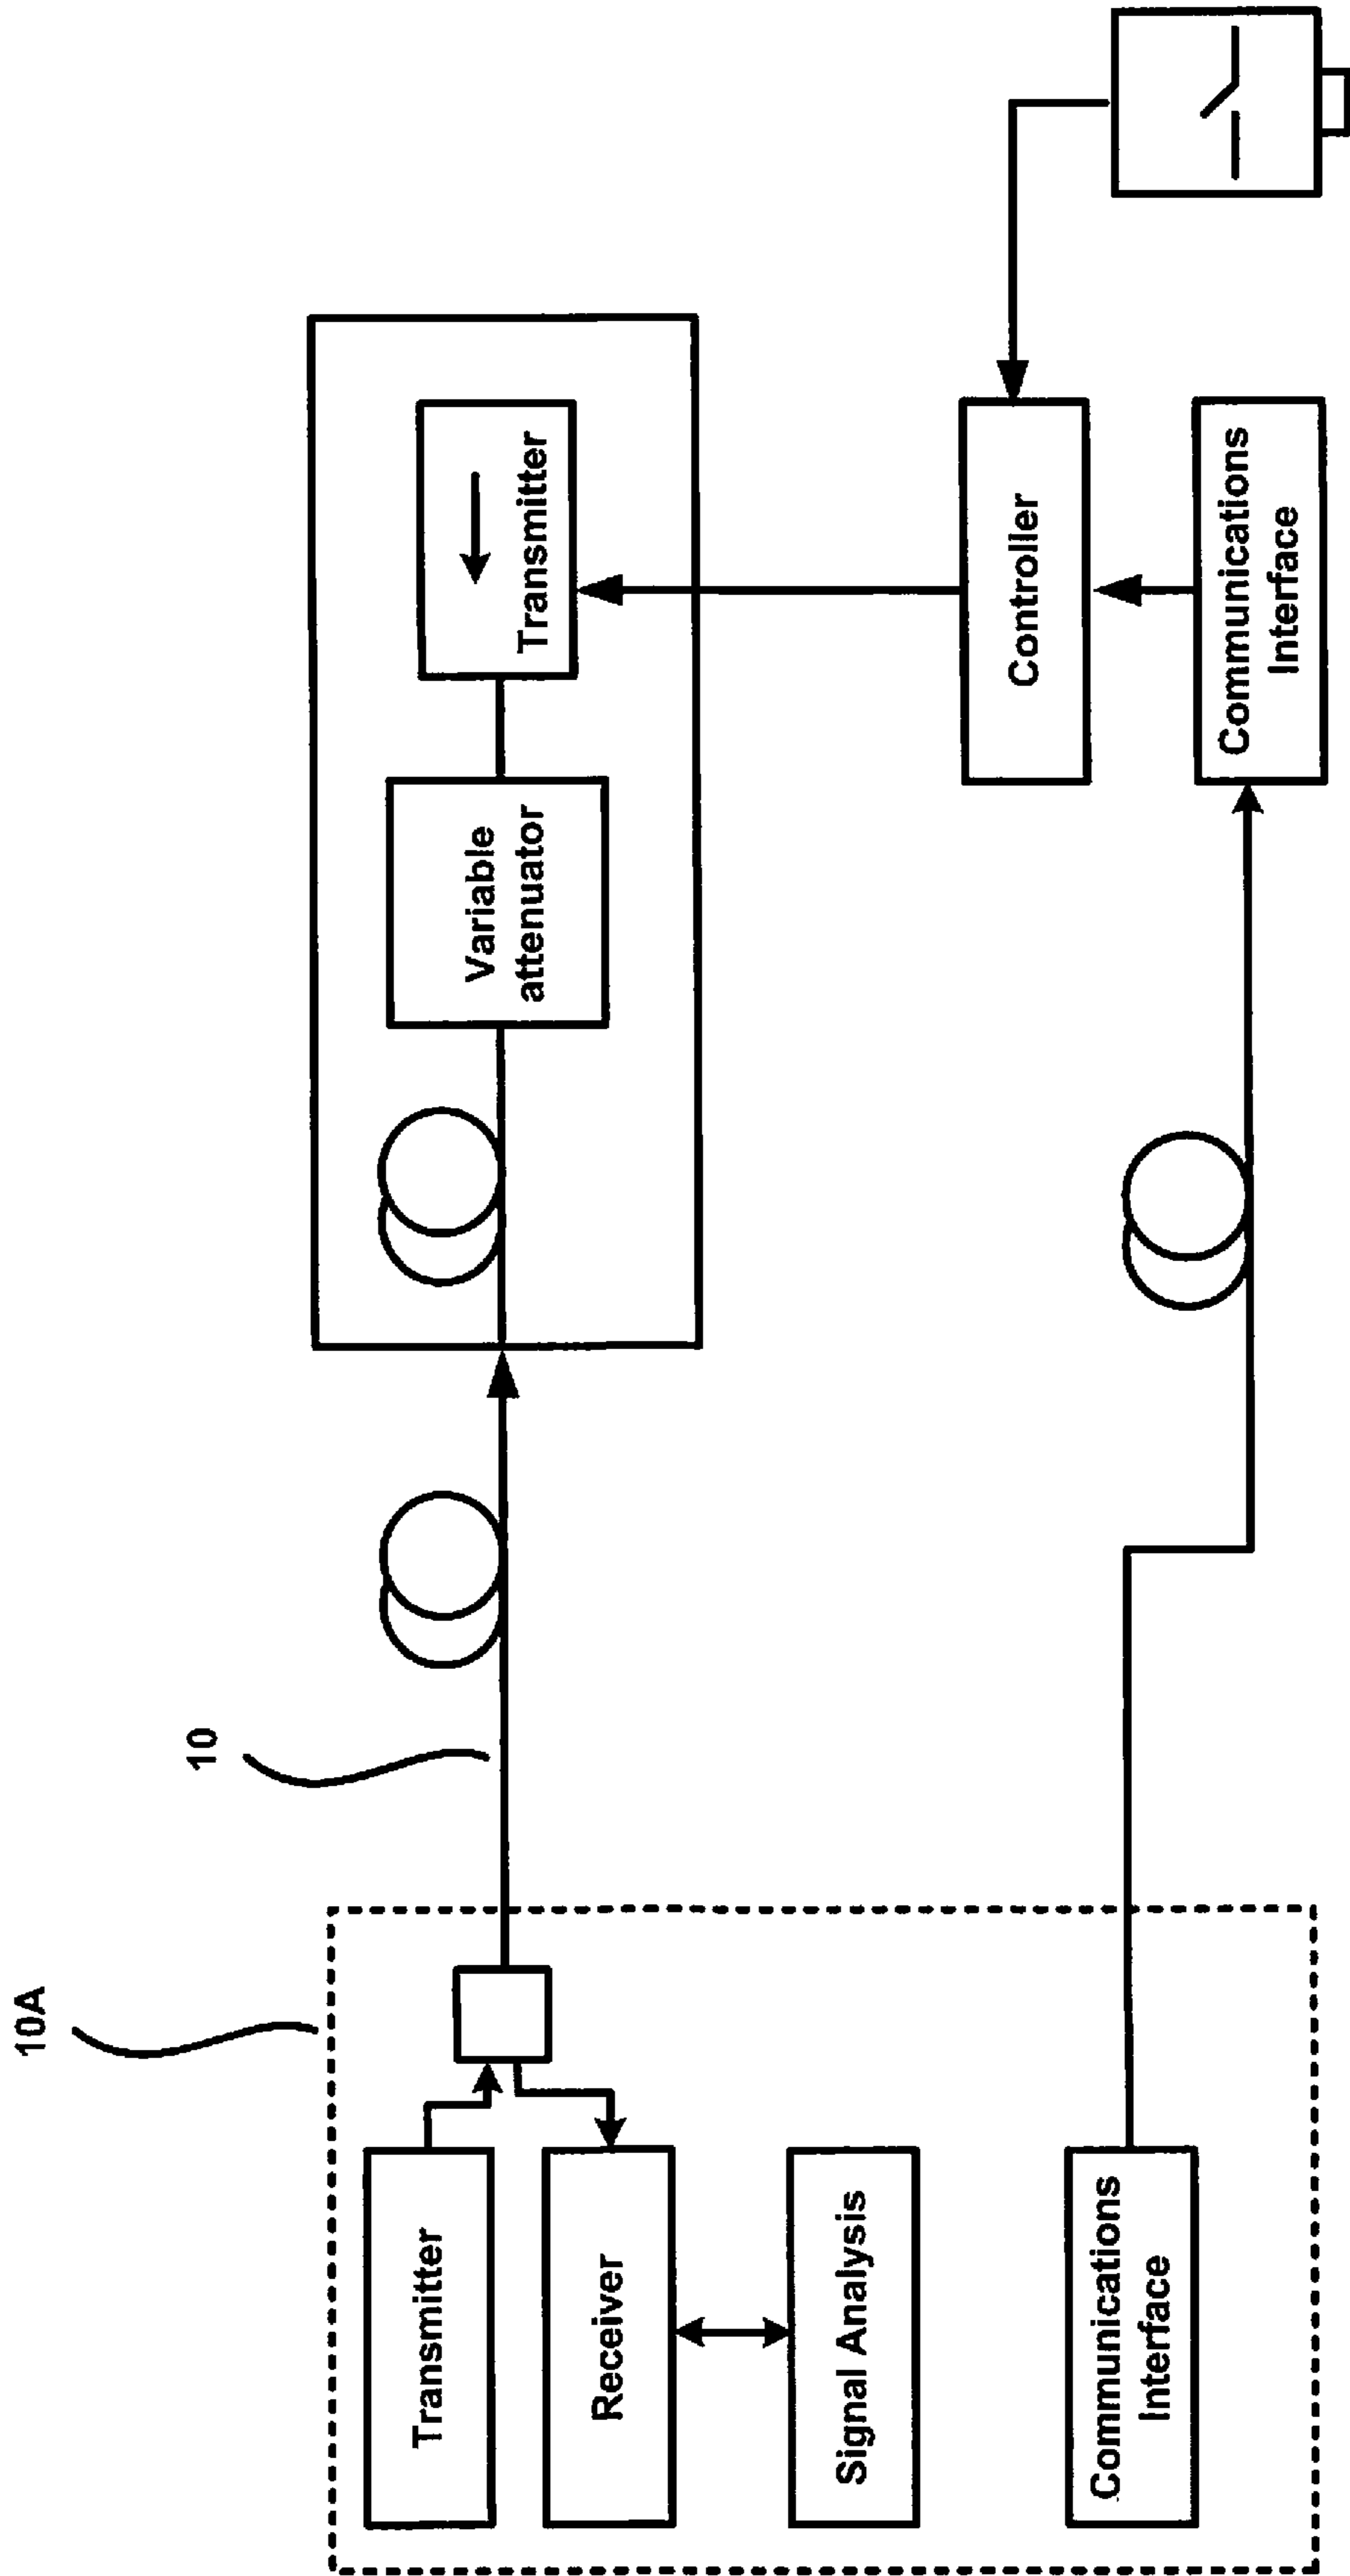 10A
10
Transmitter
Receiver
Signal Analysis
Communications
Interface
Variable
attenuator
Transmitter
Controller
Communications
Interface